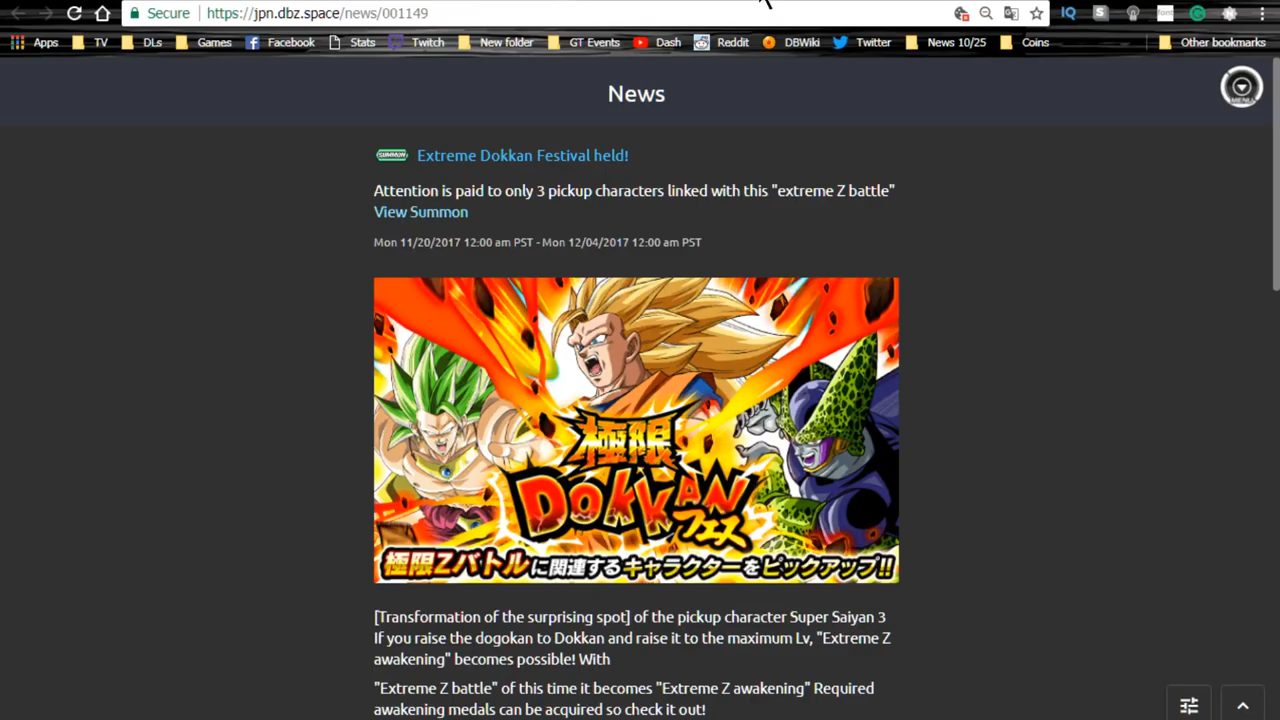 Secure https://jpn.dbz.space/news/001149
Apps TV DLs Games Facebook Stats Twitch New folder GT Events Dash Reddit DBWiki Twitter News 10/25 Coins Other bookmarks
News
MENU
SUMMON Extreme Dokkan Festival held!
Attention is paid to only 3 pickup characters linked with this "extreme Z battle"
View Summon
Mon 11/20/2017 12:00 am PST - Mon 12/04/2017 12:00 am PST
極限
DOKKAN
フェス
極限Zバトルに関連するキャラクターをピックアップ!!
[Transformation of the surprising spot] of the pickup character Super Saiyan 3
If you raise the dogokan to Dokkan and raise it to the maximum Lv, "Extreme Z
awakening" becomes possible! With
"Extreme Z battle" of this time it becomes "Extreme Z awakening" Required
awakening medals can be acquired so check it out!